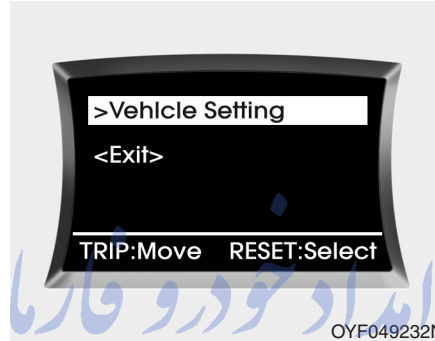 >Vehlcle Setting
<Exit>
TRIP:Move RESET:Select
امداد خودرو فارما
OYF049232N